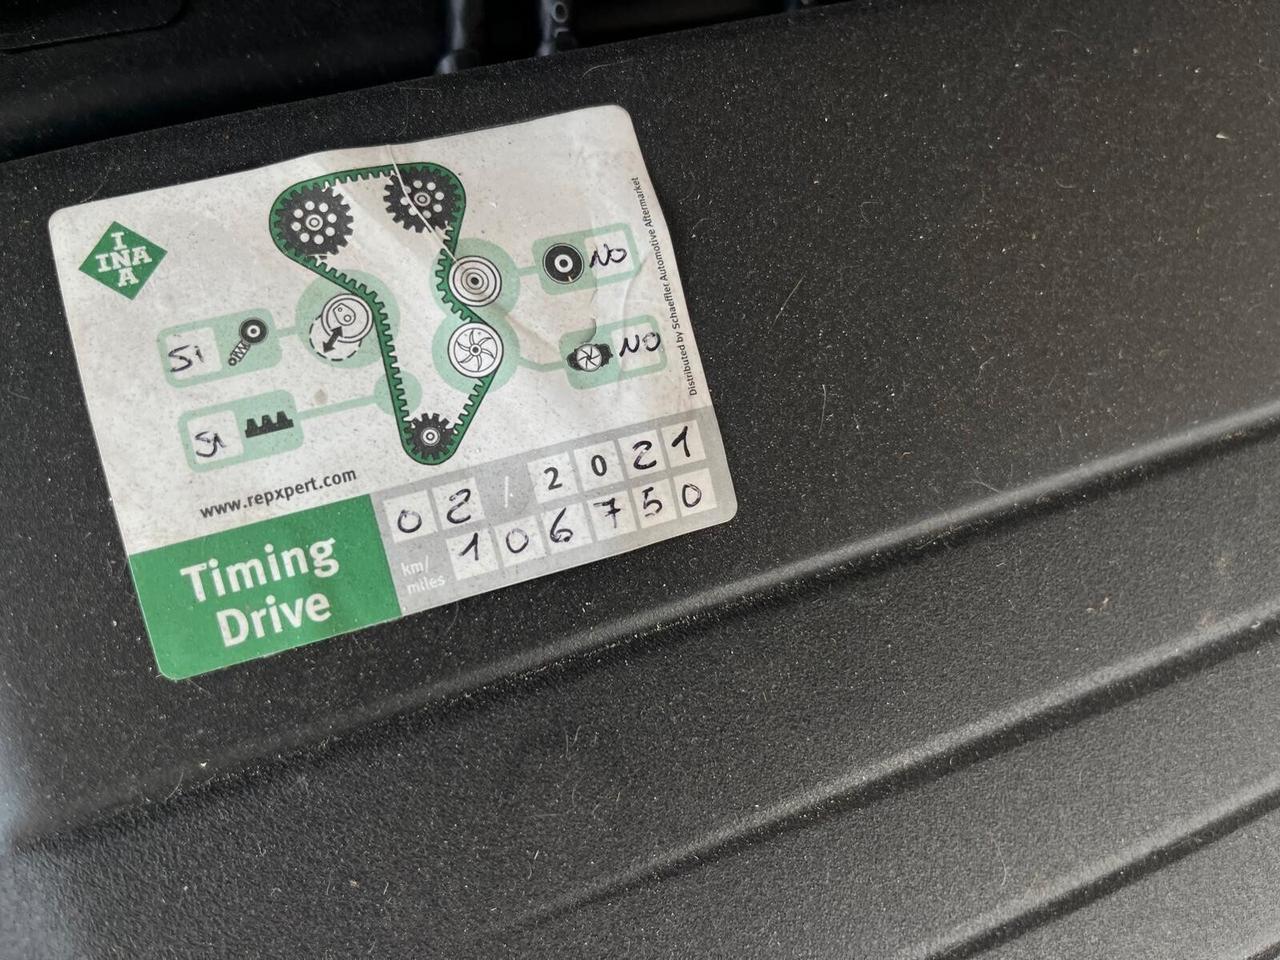 INA
INA
Distributed by Schaeffler Automotive Aftermarket
NO
Si
NO
Si
www.repxpert.com
Timing
Drive
02 / 2021
km/
miles
106750